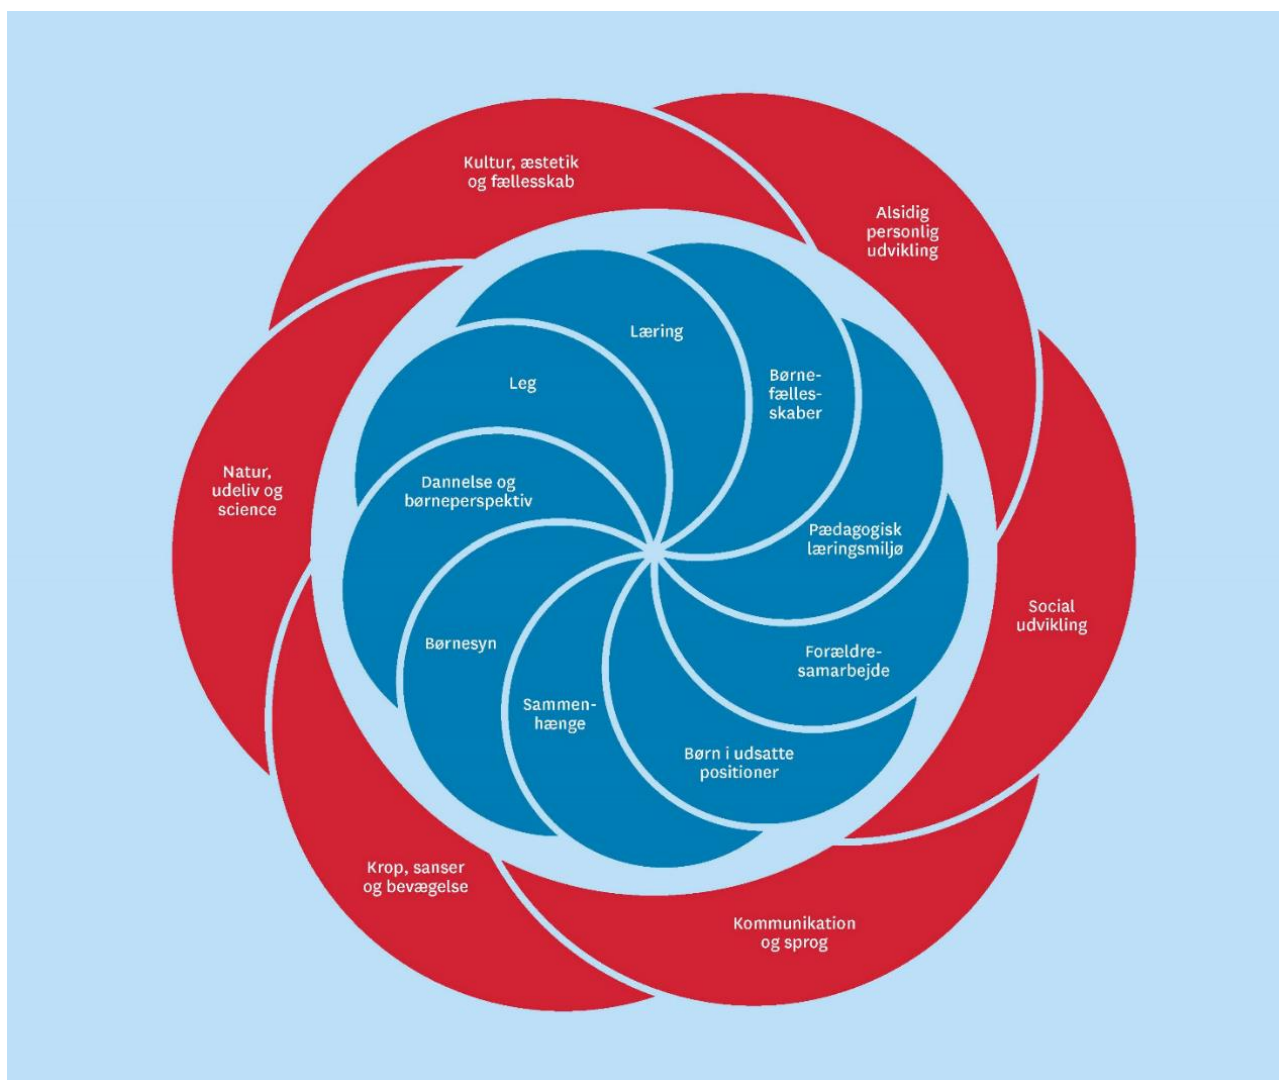 Kultur, æstetik
og fællesskab
Alsidig
personlig
udvikling
Læring
Børne-
fælles-
skaber
Leg
Natur,
udeliv og
science
Dannelse og
børneperspektiv
Pædagogisk
læringsmiljø
Social
udvikling
Børnesyn
Forældre-
samarbejde
Sammen-
hænge
Børn i udsatte
positioner
Krop, sanser
og bevægelse
Kommunikation
og sprog